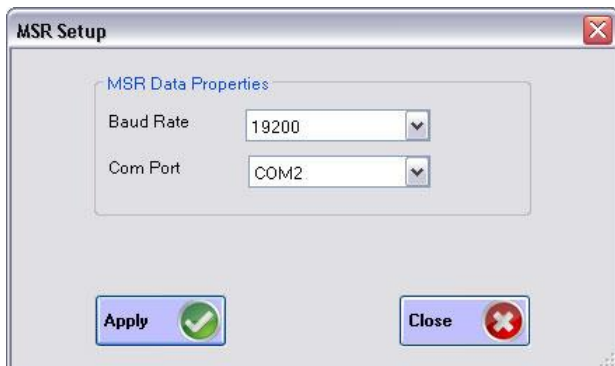 MSR Setup
MSR Data Properties
Baud Rate 19200
Com Port COM2
Apply Close